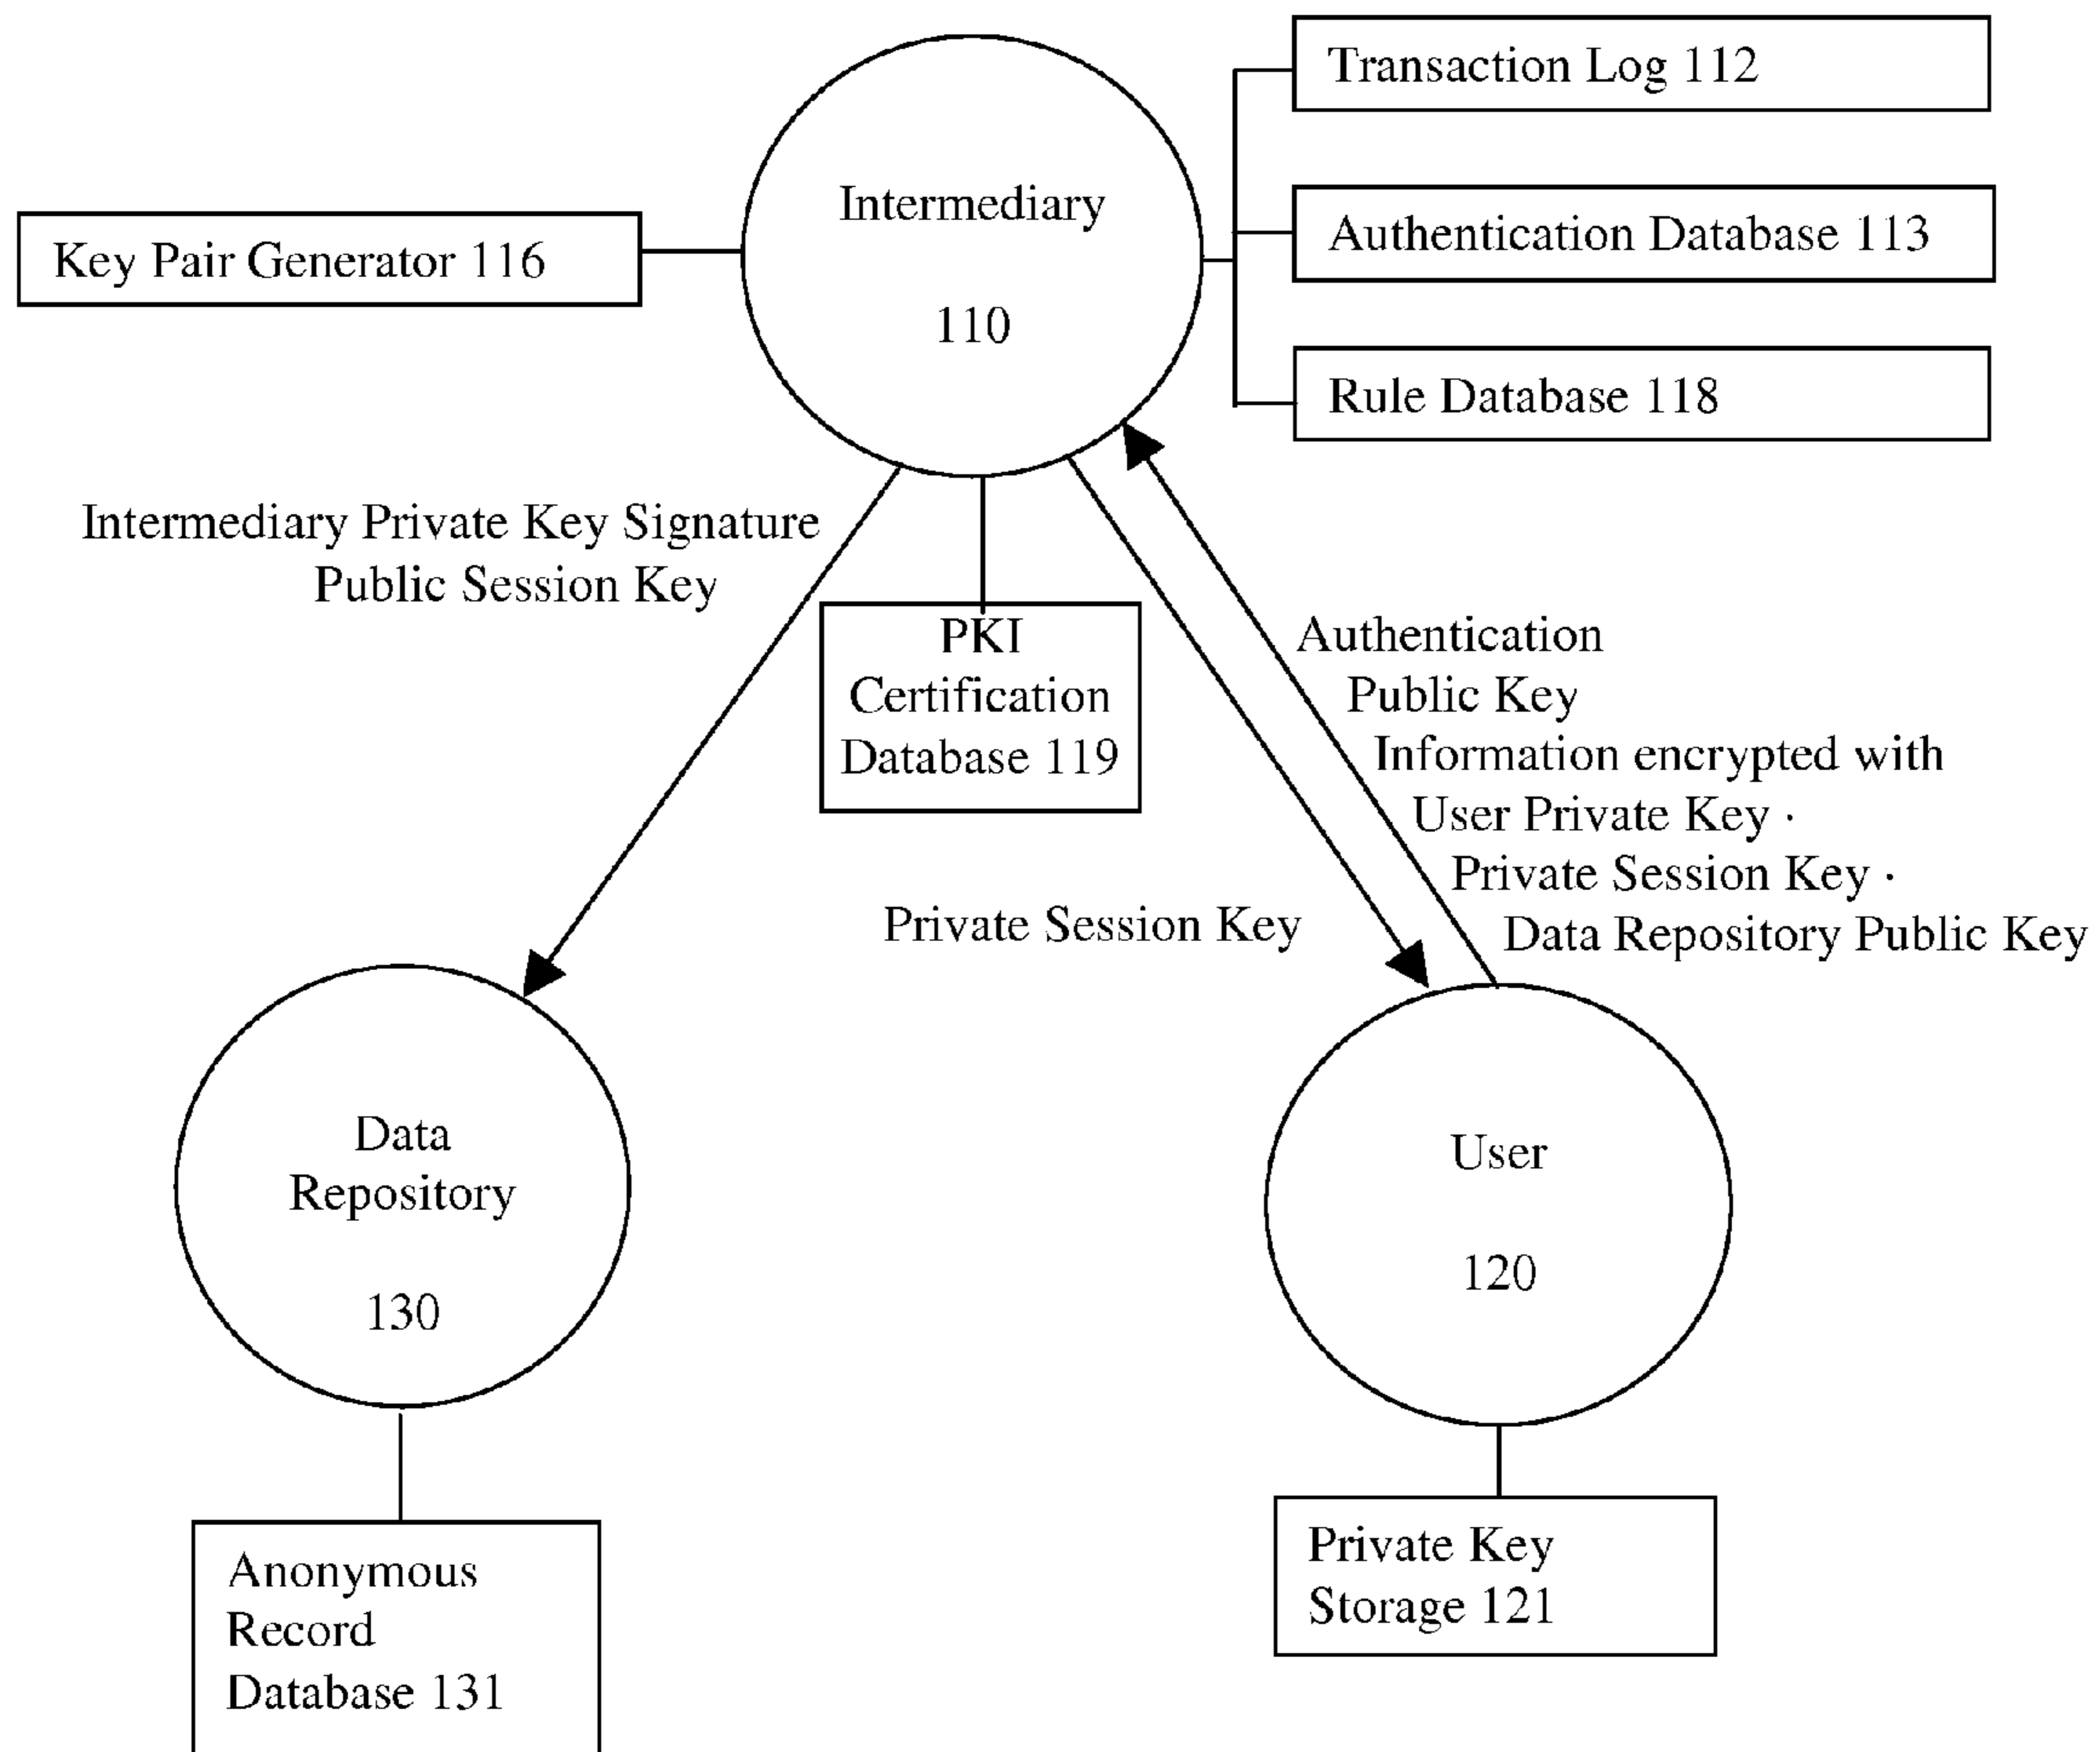 Transaction Log 112
Intermediary
110
Key Pair Generator 116
Authentication Database 113
Rule Database 118
Intermediary Private Key Signature
Public Session Key
PKI
Certification
Database 119
Authentication
Public Key
Information encrypted with
User Private Key ·
Private Session Key ·
Data Repository Public Key
Private Session Key
Data
Repository
130
User
120
Anonymous
Record
Database 131
Private Key
Storage 121